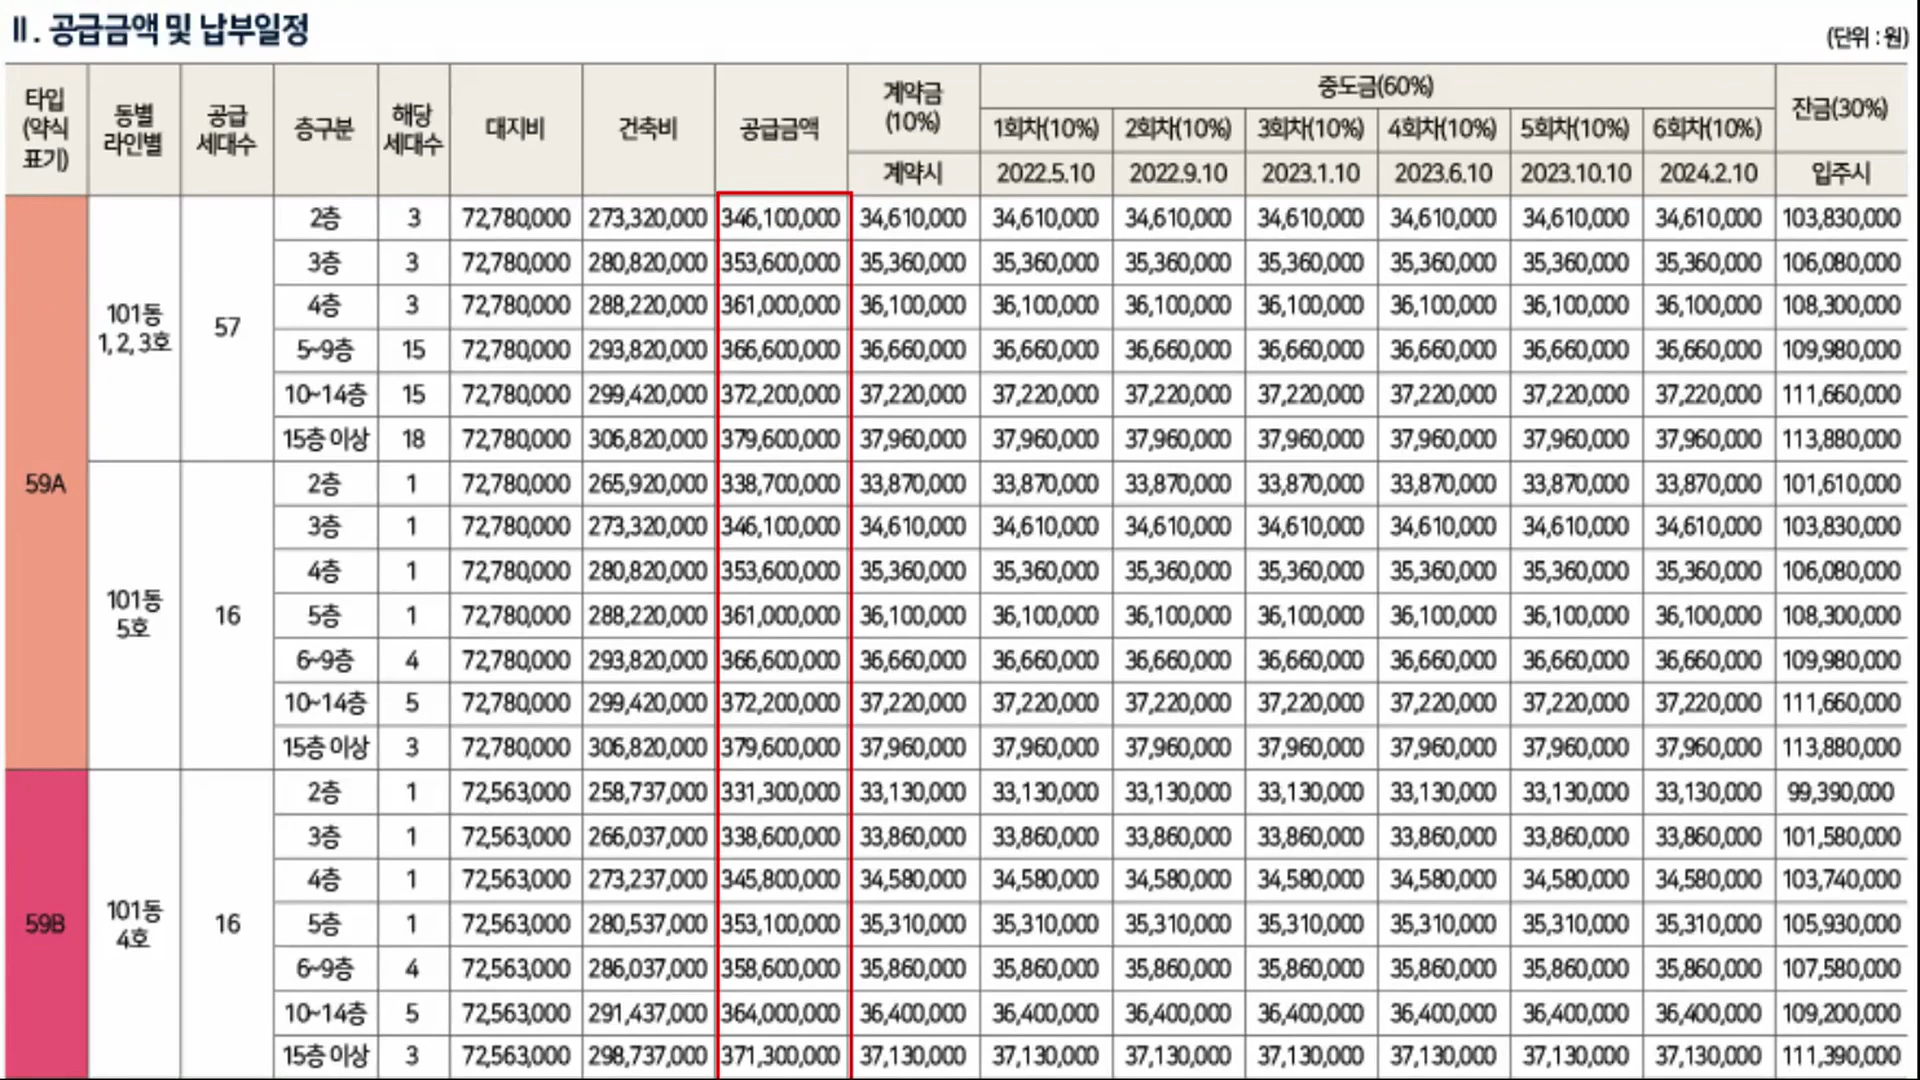 Ⅱ. 공급금액 및 납부일정
(단위 : 원)
타입 (약식 표기) 동별 라인별 공급 세대수 층구분 해당 세대수 대지비 건축비 공급금액 계약금 (10%) 중도금(60%) 잔금(30%)
1회차(10%) 2회차(10%) 3회차(10%) 4회차(10%) 5회차(10%) 6회차(10%)
계약시 2022.5.10 2022.9.10 2023.1.10 2023.6.10 2023.10.10 2024.2.10 입주시
59A
101동 1, 2, 3호 57
2층 3 72,780,000 273,320,000 346,100,000 34,610,000 34,610,000 34,610,000 34,610,000 34,610,000 34,610,000 34,610,000 103,830,000
3층 3 72,780,000 280,820,000 353,600,000 35,360,000 35,360,000 35,360,000 35,360,000 35,360,000 35,360,000 35,360,000 106,080,000
4층 3 72,780,000 288,220,000 361,000,000 36,100,000 36,100,000 36,100,000 36,100,000 36,100,000 36,100,000 36,100,000 108,300,000
5~9층 15 72,780,000 293,820,000 366,600,000 36,660,000 36,660,000 36,660,000 36,660,000 36,660,000 36,660,000 36,660,000 109,980,000
10~14층 15 72,780,000 299,420,000 372,200,000 37,220,000 37,220,000 37,220,000 37,220,000 37,220,000 37,220,000 37,220,000 111,660,000
15층 이상 18 72,780,000 306,820,000 379,600,000 37,960,000 37,960,000 37,960,000 37,960,000 37,960,000 37,960,000 37,960,000 113,880,000
101동 5호 16
2층 1 72,780,000 265,920,000 338,700,000 33,870,000 33,870,000 33,870,000 33,870,000 33,870,000 33,870,000 33,870,000 101,610,000
3층 1 72,780,000 273,320,000 346,100,000 34,610,000 34,610,000 34,610,000 34,610,000 34,610,000 34,610,000 34,610,000 103,830,000
4층 1 72,780,000 280,820,000 353,600,000 35,360,000 35,360,000 35,360,000 35,360,000 35,360,000 35,360,000 35,360,000 106,080,000
5층 1 72,780,000 288,220,000 361,000,000 36,100,000 36,100,000 36,100,000 36,100,000 36,100,000 36,100,000 36,100,000 108,300,000
6~9층 4 72,780,000 293,820,000 366,600,000 36,660,000 36,660,000 36,660,000 36,660,000 36,660,000 36,660,000 36,660,000 109,980,000
10~14층 5 72,780,000 299,420,000 372,200,000 37,220,000 37,220,000 37,220,000 37,220,000 37,220,000 37,220,000 37,220,000 111,660,000
15층 이상 3 72,780,000 306,820,000 379,600,000 37,960,000 37,960,000 37,960,000 37,960,000 37,960,000 37,960,000 37,960,000 113,880,000
59B
101동 4호 16
2층 1 72,563,000 258,737,000 331,300,000 33,130,000 33,130,000 33,130,000 33,130,000 33,130,000 33,130,000 33,130,000 99,390,000
3층 1 72,563,000 266,037,000 338,600,000 33,860,000 33,860,000 33,860,000 33,860,000 33,860,000 33,860,000 33,860,000 101,580,000
4층 1 72,563,000 273,237,000 345,800,000 34,580,000 34,580,000 34,580,000 34,580,000 34,580,000 34,580,000 34,580,000 103,740,000
5층 1 72,563,000 280,537,000 353,100,000 35,310,000 35,310,000 35,310,000 35,310,000 35,310,000 35,310,000 35,310,000 105,930,000
6~9층 4 72,563,000 286,037,000 358,600,000 35,860,000 35,860,000 35,860,000 35,860,000 35,860,000 35,860,000 35,860,000 107,580,000
10~14층 5 72,563,000 291,437,000 364,000,000 36,400,000 36,400,000 36,400,000 36,400,000 36,400,000 36,400,000 36,400,000 109,200,000
15층 이상 3 72,563,000 298,737,000 371,300,000 37,130,000 37,130,000 37,130,000 37,130,000 37,130,000 37,130,000 37,130,000 111,390,000